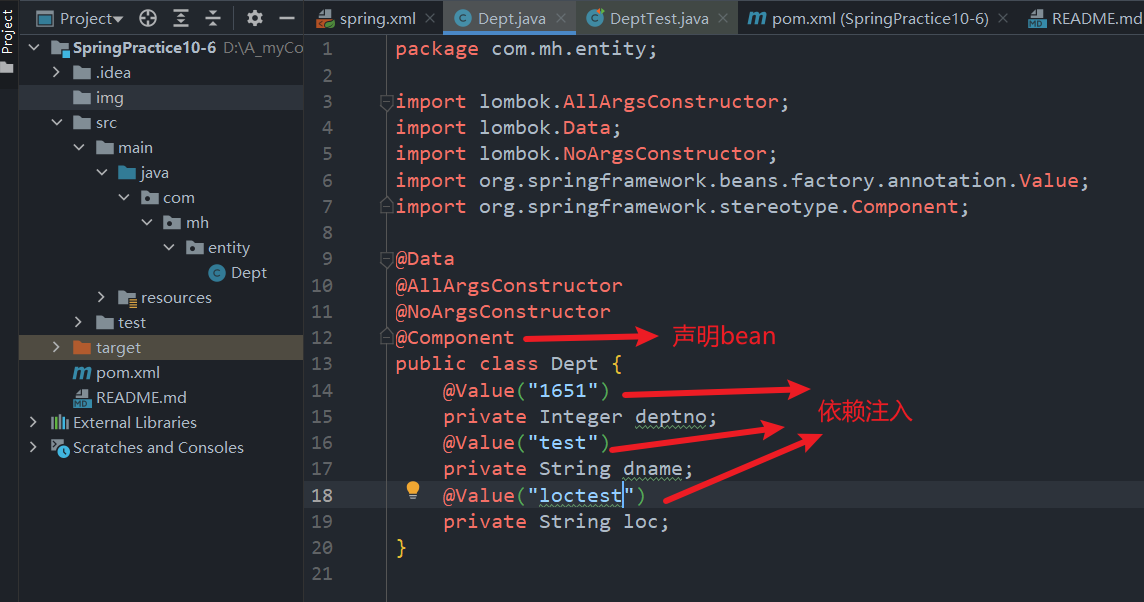 Project
Project
spring.xml
Dept.java
DeptTest.java
pom.xml (SpringPractice10-6)
README.md
SpringPractice10-6 D:\A_myCo
.idea
img
src
main
java
com
mh
entity
Dept
resources
test
target
pom.xml
README.md
External Libraries
Scratches and Consoles
1 package com.mh.entity;
2
3 import lombok.AllArgsConstructor;
4 import lombok.Data;
5 import lombok.NoArgsConstructor;
6 import org.springframework.beans.factory.annotation.Value;
7 import org.springframework.stereotype.Component;
8
9 @Data
10 @AllArgsConstructor
11 @NoArgsConstructor
12 @Component 声明bean
13 public class Dept {
14 @Value("1651")
15 private Integer deptno; 依赖注入
16 @Value("test")
17 private String dname;
18 @Value("loctest")
19 private String loc;
20 }
21